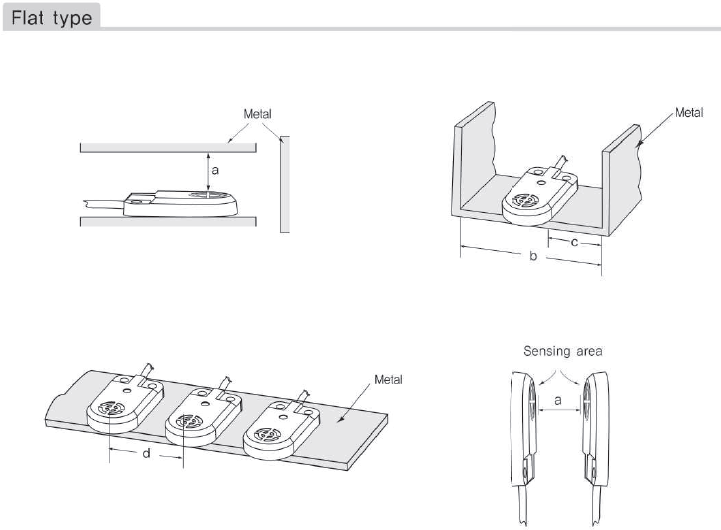 Flat type
Metal
a
Metal
c
b
Metal
d
Sensing area
a